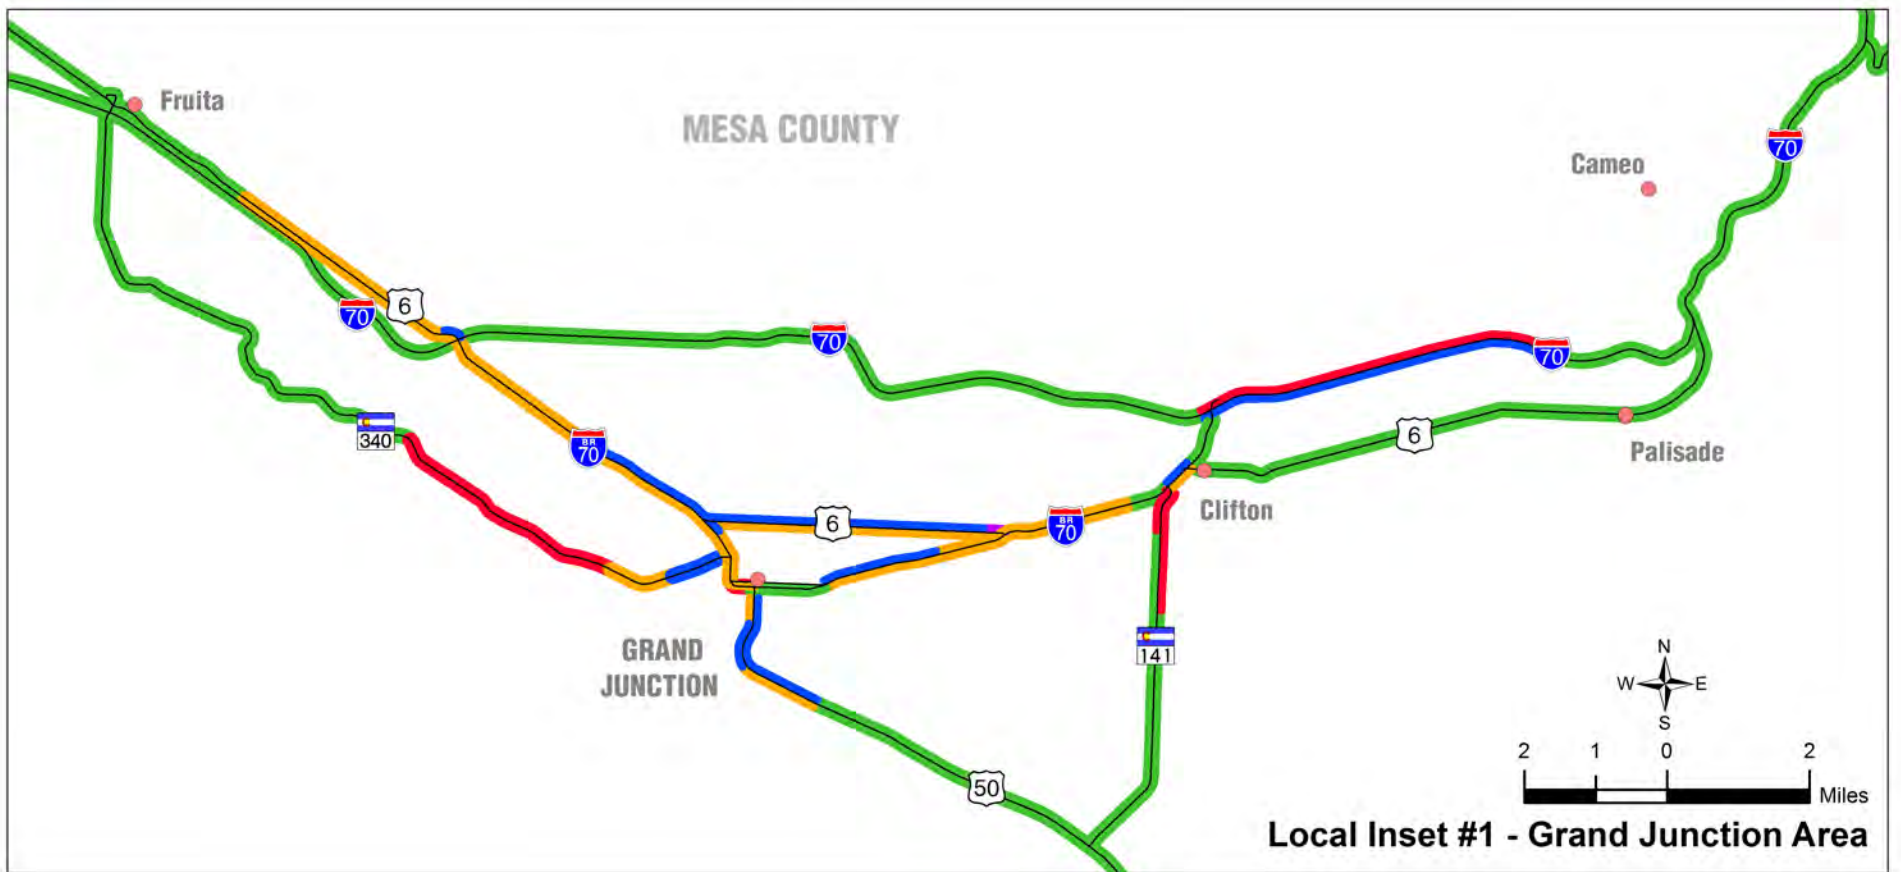 Fruita
MESA COUNTY
Cameo
70
6
70
70
70
340
BR
70
6
6
BR
70
Palisade
Clifton
GRAND
JUNCTION
141
50
N
W E
S
2 1 0 2
Miles
Local Inset #1 - Grand Junction Area